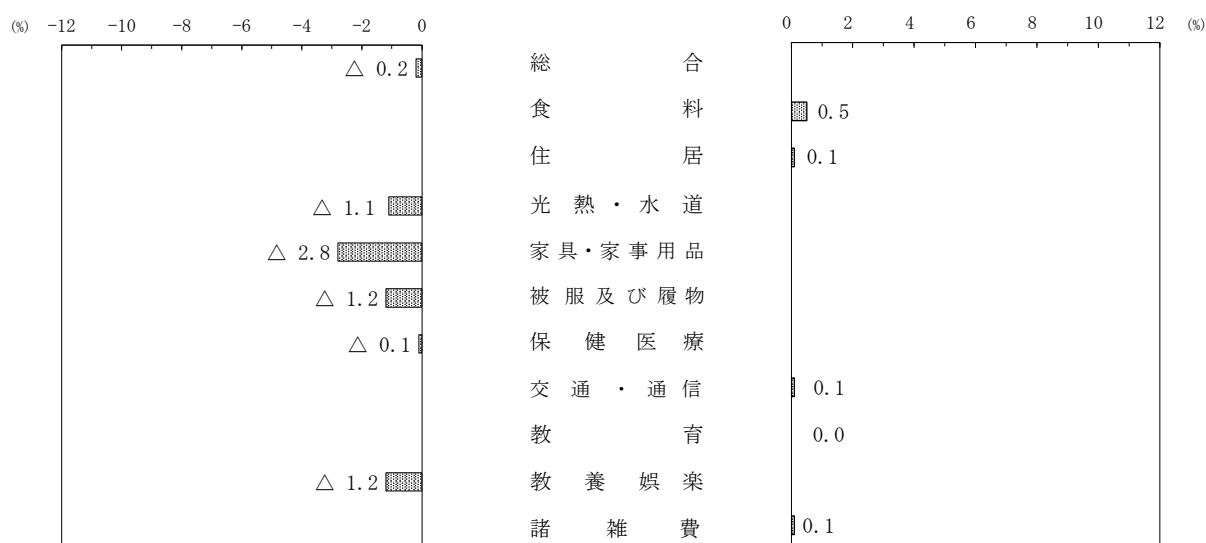 (%) -12 -10 -8 -6 -4 -2 0 0 2 4 6 8 10 12 (%)
△ 0.2 総合
食料 0.5
住居 0.1
△ 1.1 光熱・水道
△ 2.8 家具・家事用品
△ 1.2 被服及び履物
△ 0.1 保健医療
交通・通信 0.1
教育 0.0
△ 1.2 教養娯楽
諸雑費 0.1